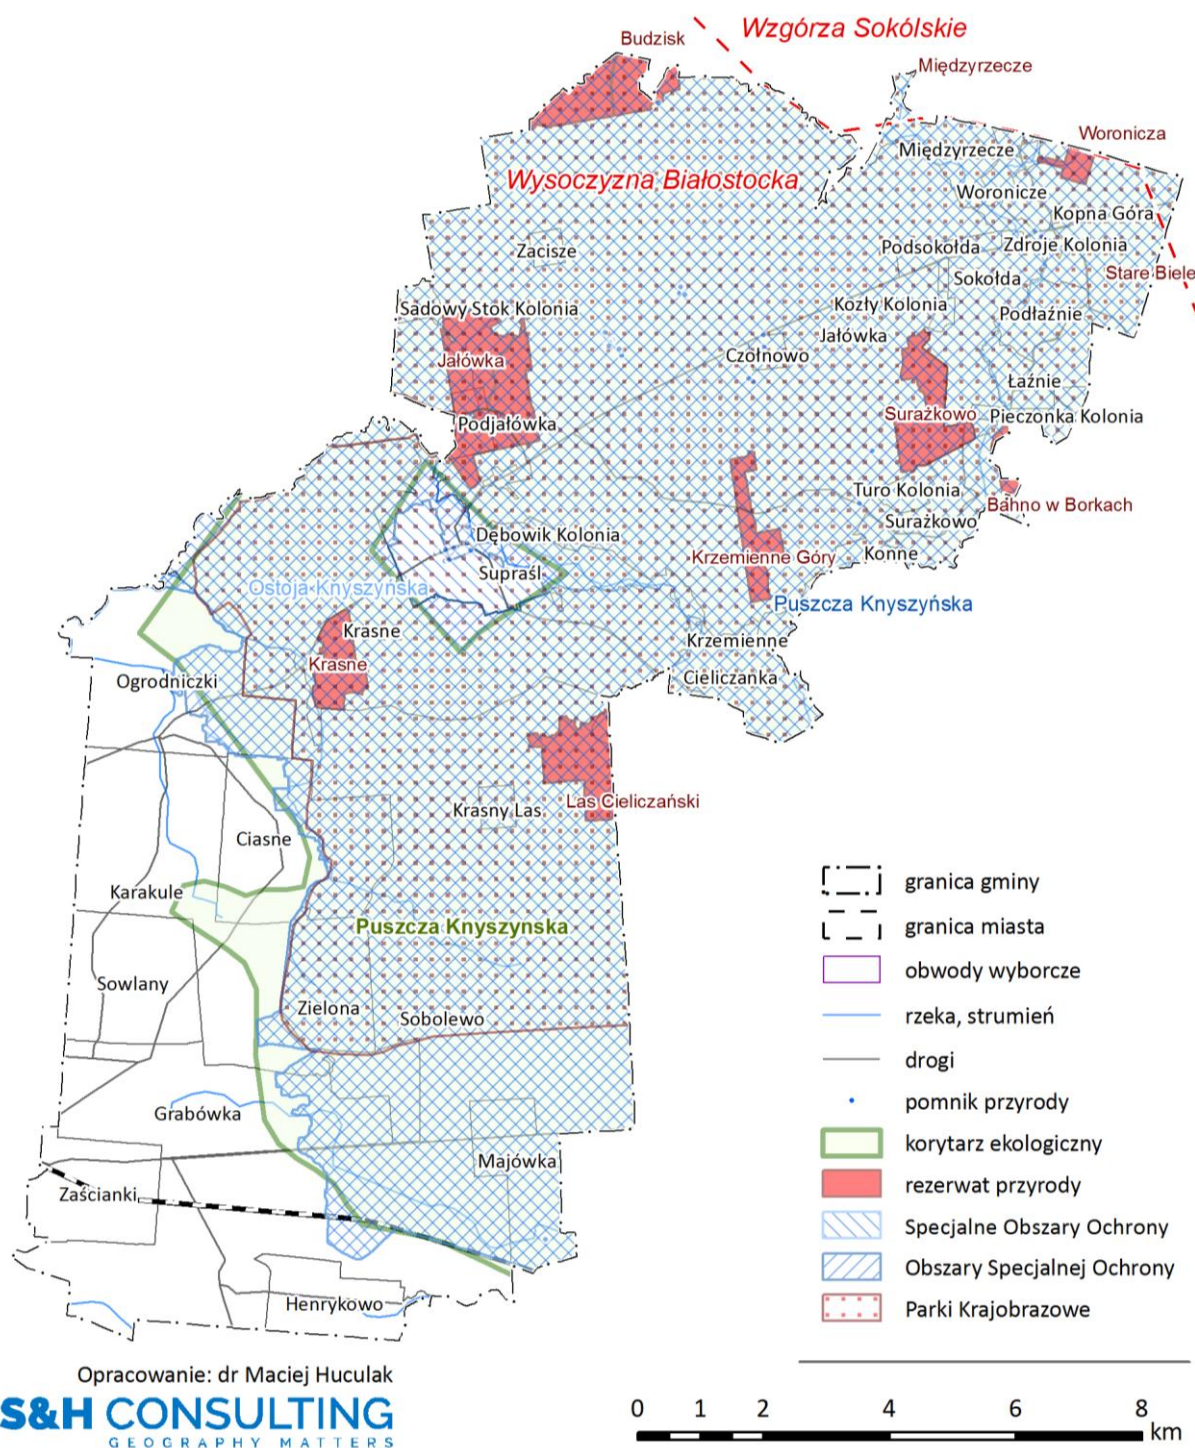 Wzgórza Sokólskie
Budzisk
Międzyrzecze
Woronicza
Międzyrzecze
Wysoczyzna Białostocka
Woronicze
Kopna Góra
Zacisze
Podsokołda
Zdroje Kolonia
Sokołda
Stare Biele
Sadowy Stok Kolonia
Kozły Kolonia
Podłaźnie
Jałówka
Czołnowo
Jałówka
Łaźnie
Surażkowo
Pieczonka Kolonia
Podjałówka
Turo Kolonia
Bahno w Borkach
Surażkowo
Dębowik Kolonia
Konne
Krzemienne Góry
Supraśl
Ostoja Knyszyńska
Puszcza Knyszyńska
Krasne
Krzemienne
Krasne
Cieliczanka
Ogrodniczki
Las Cieliczański
Krasny Las
Ciasne
Karakule
Puszcza Knyszynska
Sowlany
Zielona
Sobolewo
Grabówka
Majówka
Zaścianki
Henrykowo
granica gminy
granica miasta
obwody wyborcze
rzeka, strumień
drogi
pomnik przyrody
korytarz ekologiczny
rezerwat przyrody
Specjalne Obszary Ochrony
Obszary Specjalnej Ochrony
Parki Krajobrazowe
Opracowanie: dr Maciej Huculak
S&H CONSULTING
GEOGRAPHY MATTERS
0 1 2 4 6 8
km